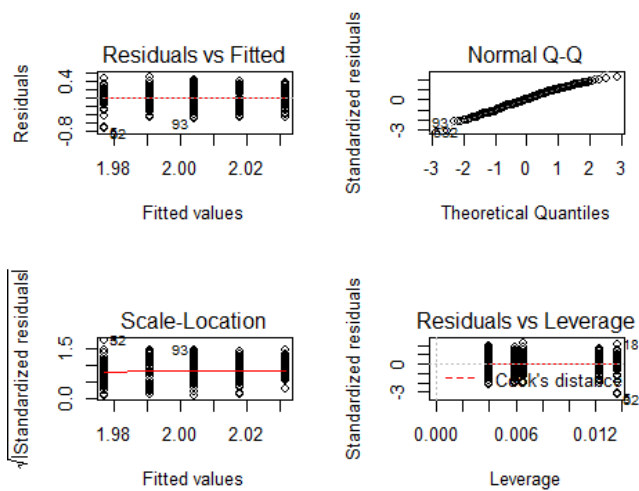 Residuals vs Fitted
Residuals
0.4
-0.8
93
52
1.98
2.00
2.02
Fitted values
Normal Q-Q
Standardized residuals
0
-3
93
-3
-2
-1
0
1
2
3
Theoretical Quantiles
Scale-Location
√|Standardized residuals|
1.5
0.0
52
93
1.98
2.00
2.02
Fitted values
Residuals vs Leverage
Standardized residuals
0
-3
18
Cook's distance
52
0.000
0.006
0.012
Leverage